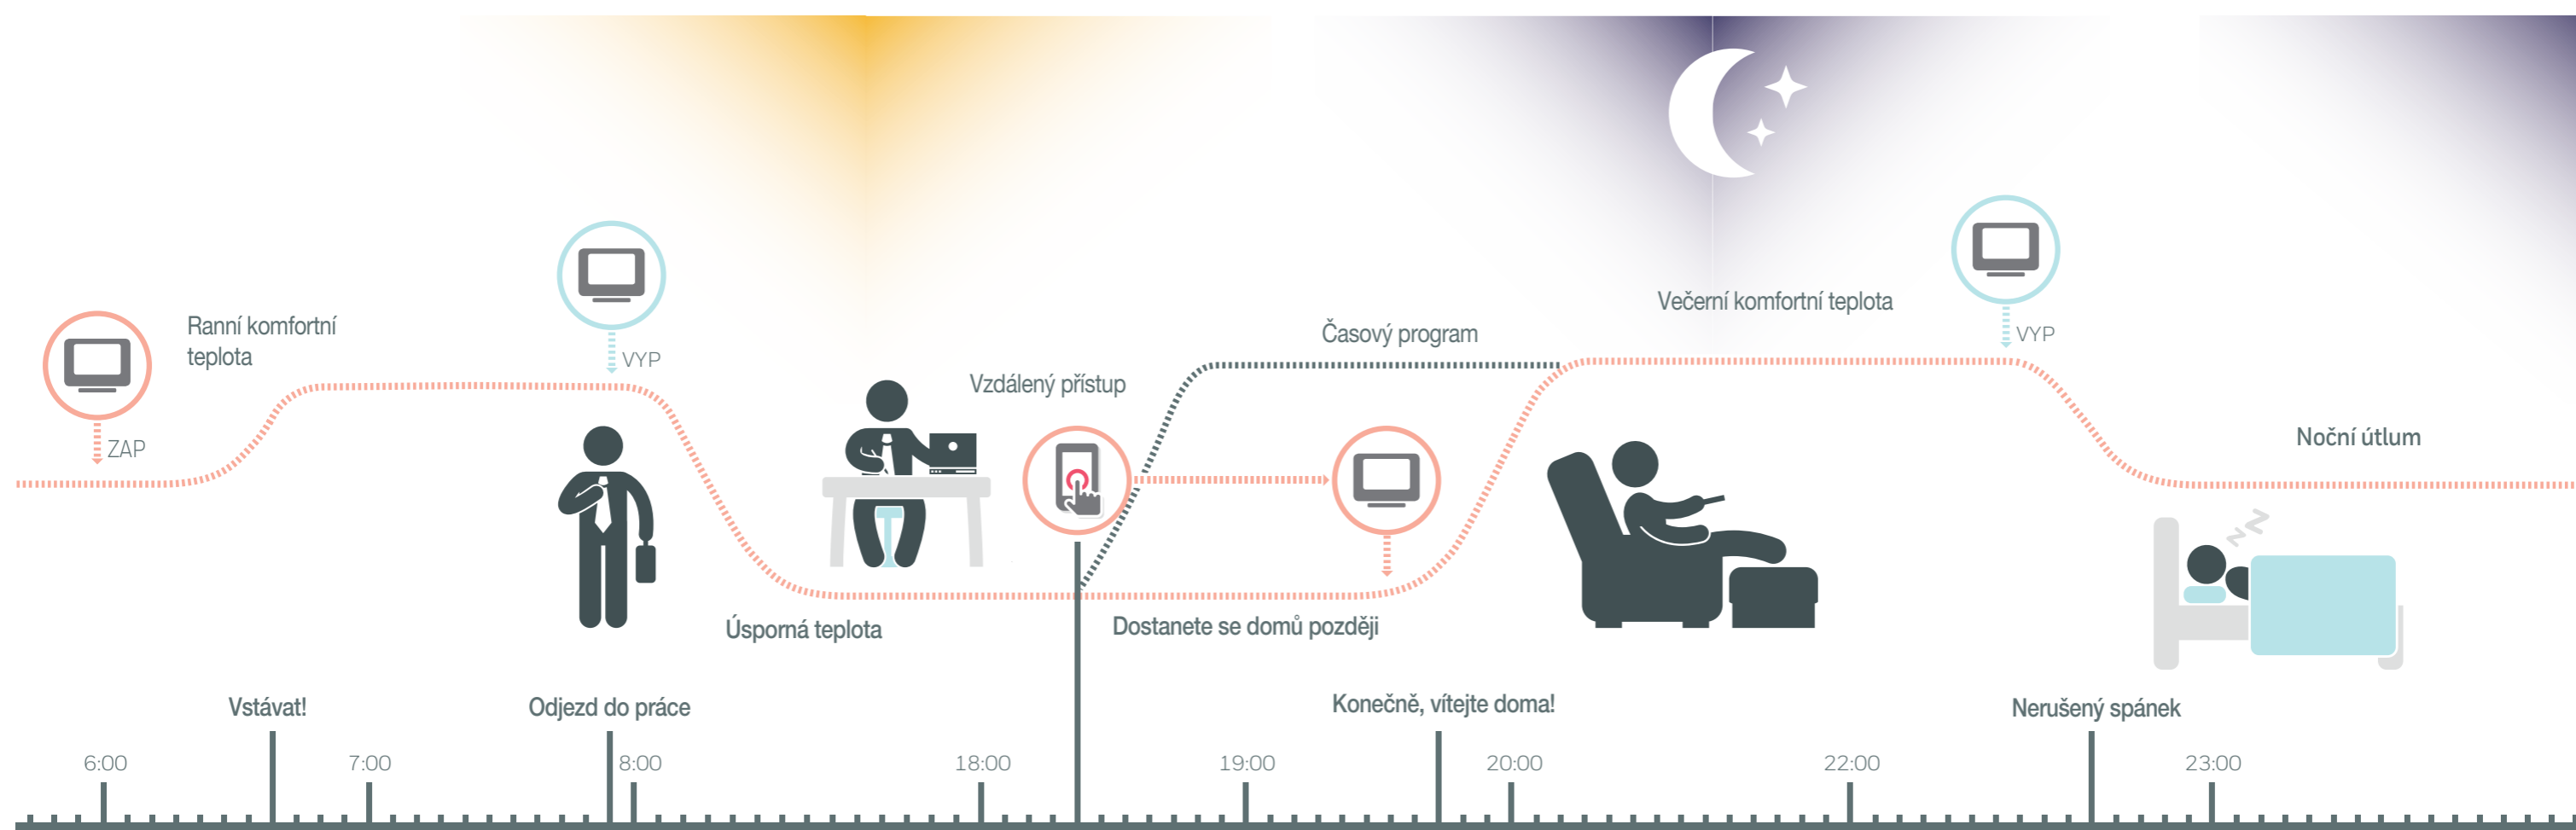 Ranní komfortní
teplota
ZAP
VYP
Vzdálený přístup
Časový program
Večerní komfortní teplota
VYP
Noční útlum
Úsporná teplota
Dostanete se domů později
Vstávat!
Odjezd do práce
Konečně, vítejte doma!
Nerušený spánek
6:00
7:00
8:00
18:00
19:00
20:00
22:00
23:00